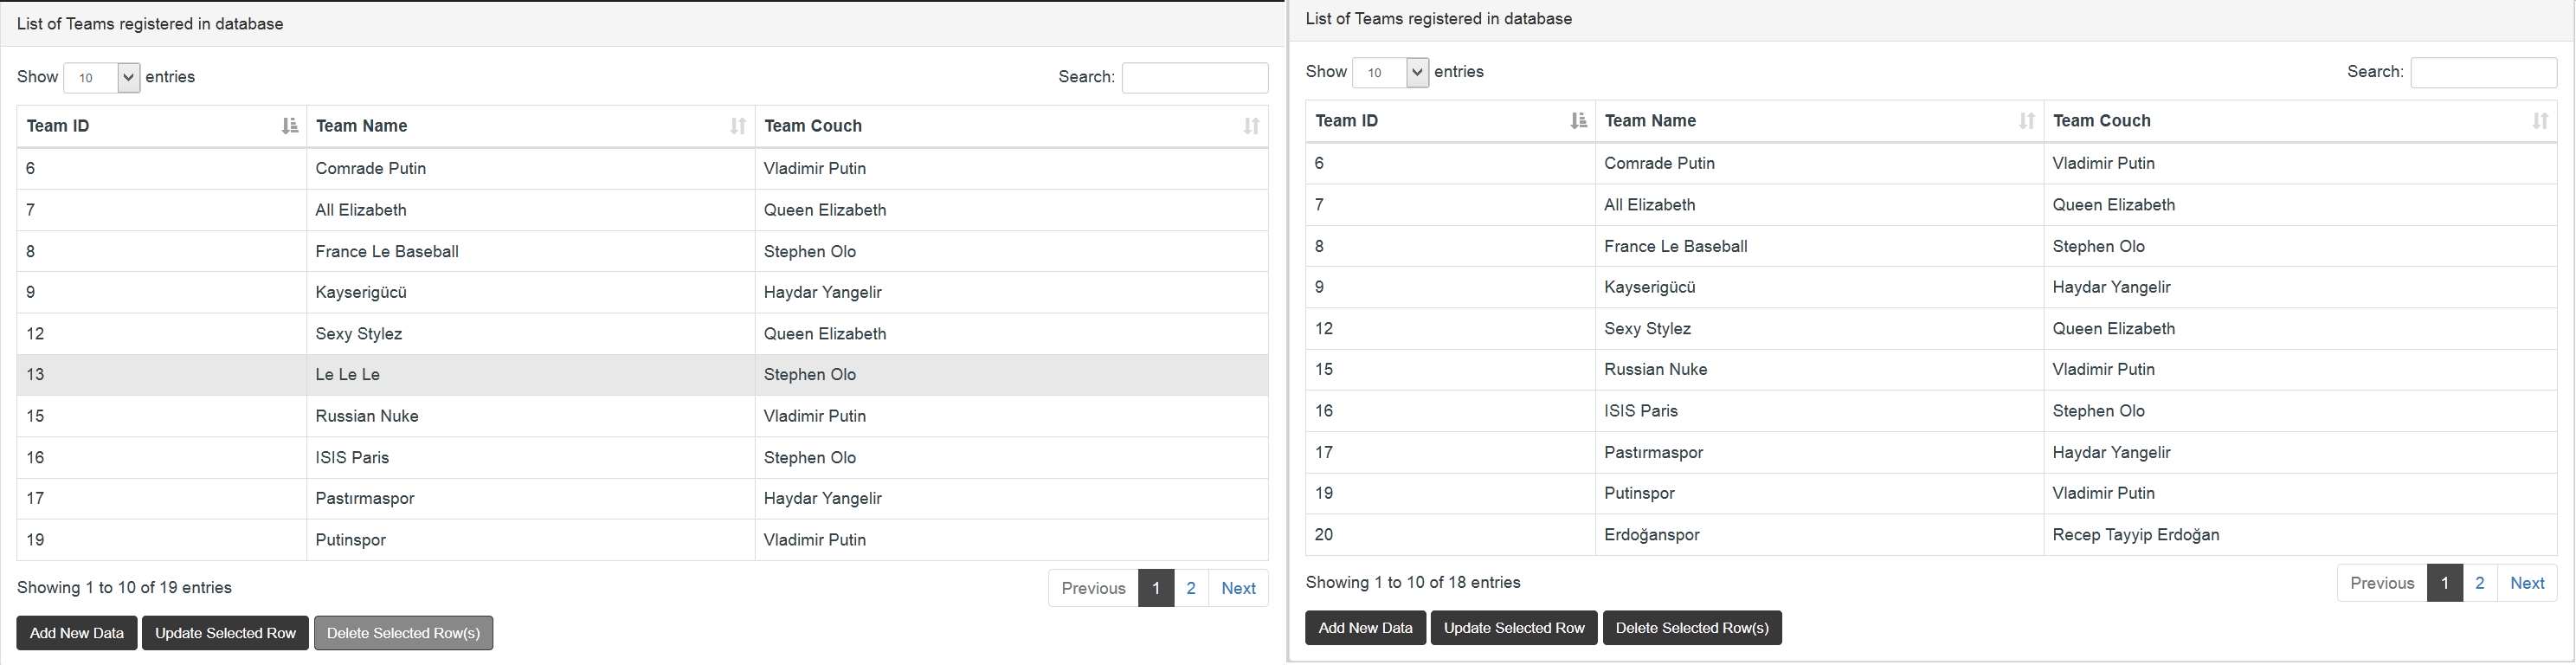 List of Teams registered in database
Show 10 entries Search:
Team ID Team Name Team Couch
6 Comrade Putin Vladimir Putin
7 All Elizabeth Queen Elizabeth
8 France Le Baseball Stephen Olo
9 Kayserigücü Haydar Yangelir
12 Sexy Stylez Queen Elizabeth
13 Le Le Le Stephen Olo
15 Russian Nuke Vladimir Putin
16 ISIS Paris Stephen Olo
17 Pastırmaspor Haydar Yangelir
19 Putinspor Vladimir Putin
Showing 1 to 10 of 19 entries Previous 1 2 Next
Add New Data Update Selected Row Delete Selected Row(s)
List of Teams registered in database
Show 10 entries Search:
Team ID Team Name Team Couch
6 Comrade Putin Vladimir Putin
7 All Elizabeth Queen Elizabeth
8 France Le Baseball Stephen Olo
9 Kayserigücü Haydar Yangelir
12 Sexy Stylez Queen Elizabeth
15 Russian Nuke Vladimir Putin
16 ISIS Paris Stephen Olo
17 Pastırmaspor Haydar Yangelir
19 Putinspor Vladimir Putin
20 Erdoğanspor Recep Tayyip Erdoğan
Showing 1 to 10 of 18 entries Previous 1 2 Next
Add New Data Update Selected Row Delete Selected Row(s)